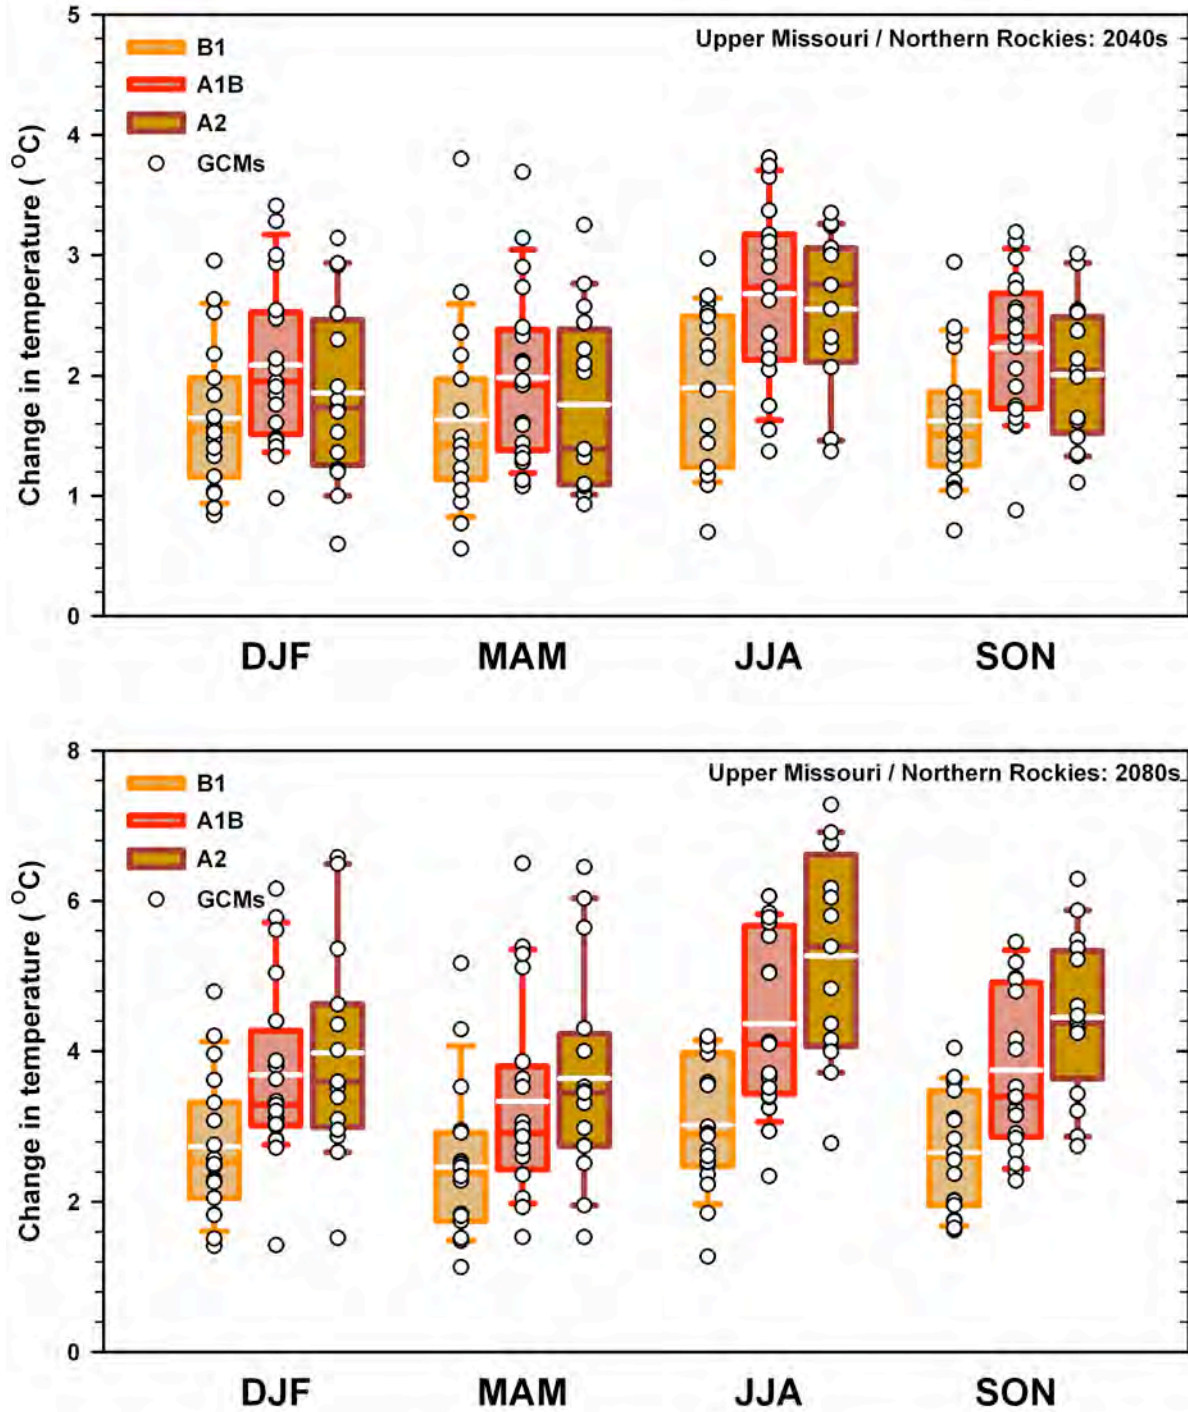 5
Upper Missouri / Northern Rockies: 2040s
B1
A1B
A2
GCMs
4
3
2
1
0
Change in temperature ( °C)
DJF MAM JJA SON
8
Upper Missouri / Northern Rockies: 2080s
B1
A1B
A2
GCMs
6
4
2
0
Change in temperature ( °C)
DJF MAM JJA SON